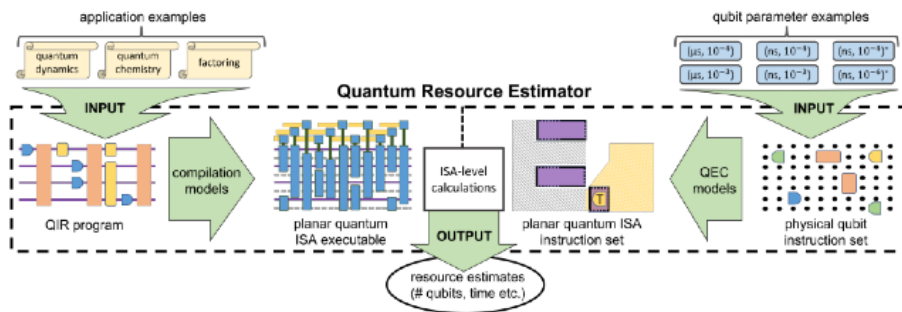 application examples
quantum
dynamics
quantum
chemistry
factoring
INPUT
qubit parameter examples
(μs, 10⁻⁴)
(ns, 10⁻⁴)
(ns, 10⁻⁴)*
(μs, 10⁻³)
(ns, 10⁻³)
(ns, 10⁻⁶)*
INPUT
Quantum Resource Estimator
QIR program
compilation
models
planar quantum
ISA executable
ISA-level
calculations
OUTPUT
T
planar quantum ISA
instruction set
QEC
models
physical qubit
instruction set
resource estimates
(# qubits, time etc.)